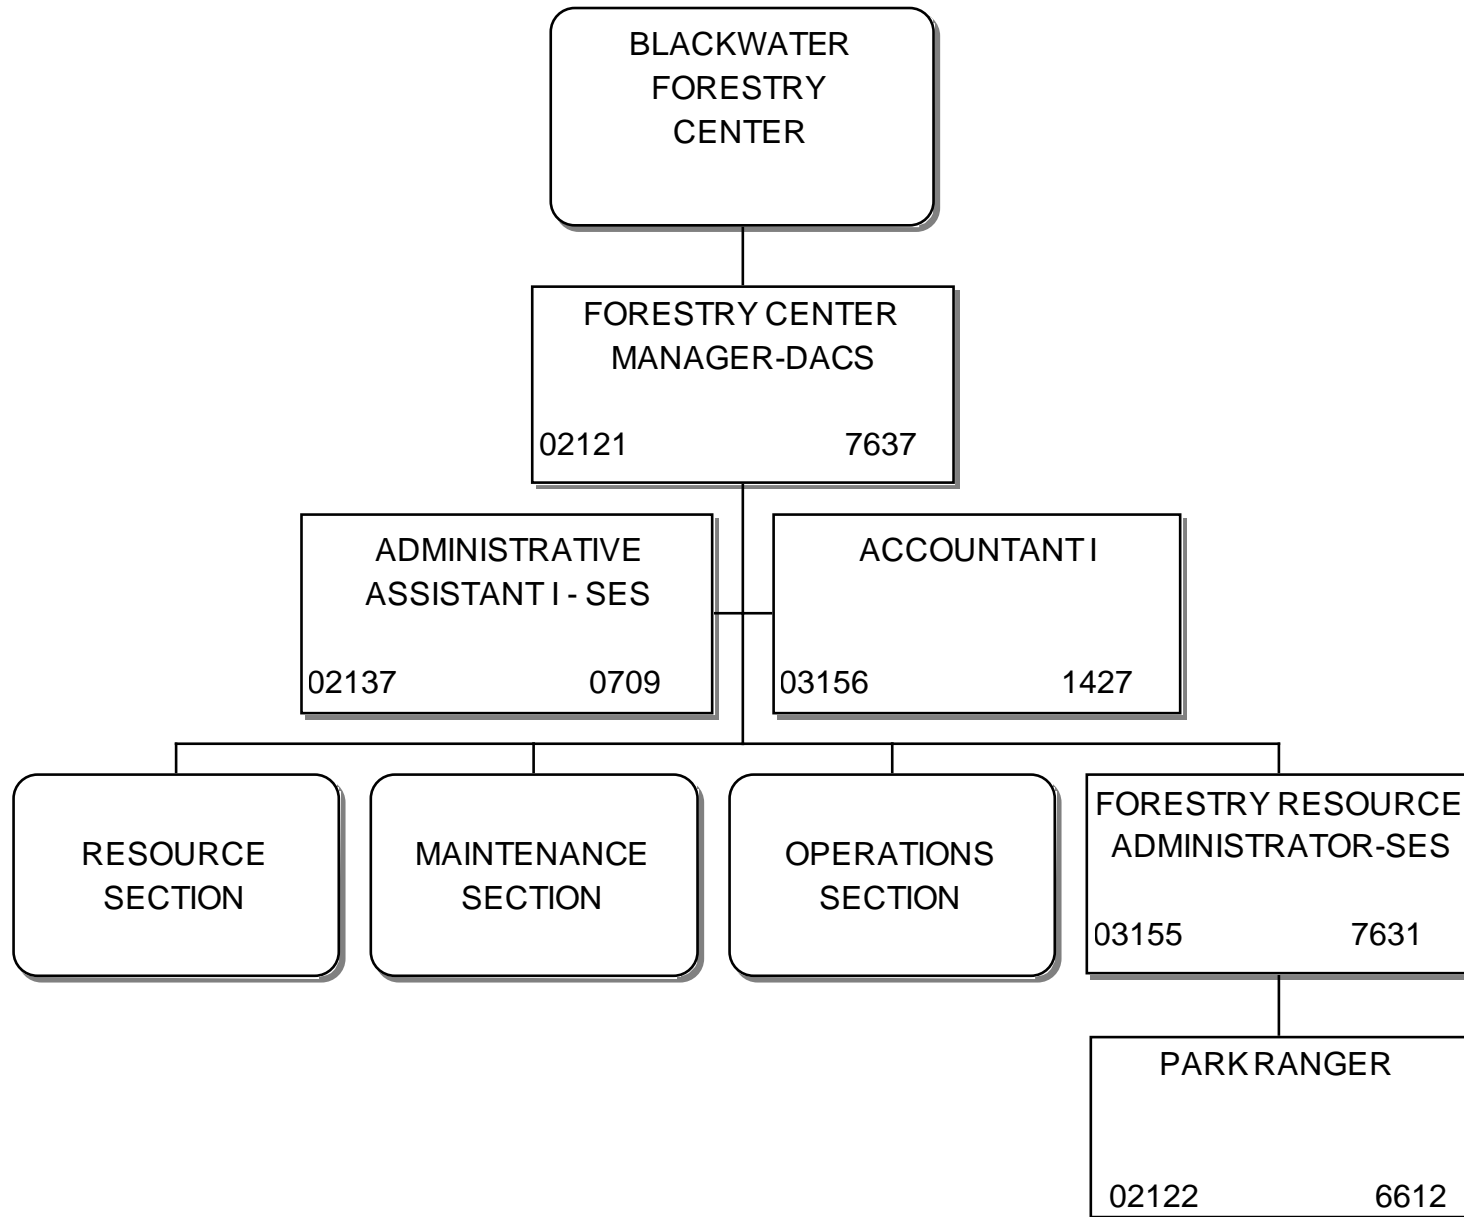 BLACKWATER
FORESTRY
CENTER
FORESTRY CENTER
MANAGER-DACS
02121 7637
ADMINISTRATIVE
ASSISTANT I - SES
02137 0709
ACCOUNTANT I
03156 1427
RESOURCE
SECTION
MAINTENANCE
SECTION
OPERATIONS
SECTION
FORESTRY RESOURCE
ADMINISTRATOR-SES
03155 7631
PARK RANGER
02122 6612